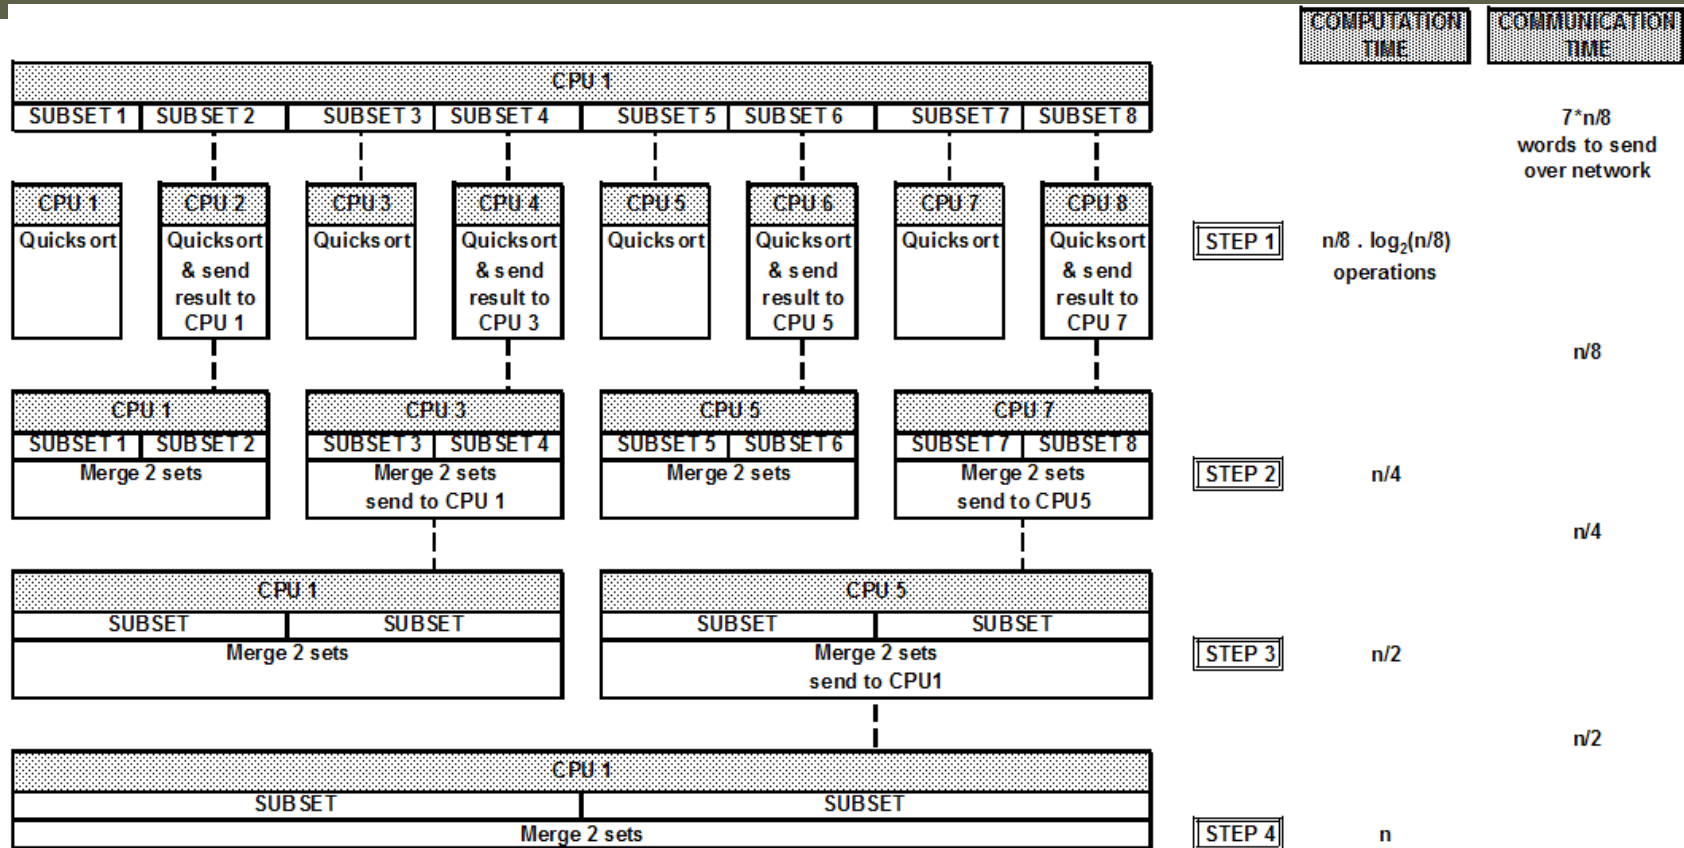 COMPUTATION TIME
COMMUNICATION TIME
CPU 1
SUBSET 1 SUBSET 2 SUBSET 3 SUBSET 4 SUBSET 5 SUBSET 6 SUBSET 7 SUBSET 8
7*n/8
words to send
over network
CPU 1 CPU 2 CPU 3 CPU 4 CPU 5 CPU 6 CPU 7 CPU 8
Quicksort
Quicksort
& send
result to
CPU 1
Quicksort
Quicksort
& send
result to
CPU 3
Quicksort
Quicksort
& send
result to
CPU 5
Quicksort
Quicksort
& send
result to
CPU 7
STEP 1
n/8 . log₂(n/8)
operations
n/8
CPU 1 CPU 3 CPU 5 CPU 7
SUBSET 1 SUBSET 2 SUBSET 3 SUBSET 4 SUBSET 5 SUBSET 6 SUBSET 7 SUBSET 8
Merge 2 sets
Merge 2 sets
send to CPU 1
Merge 2 sets
Merge 2 sets
send to CPU5
STEP 2 n/4
n/4
CPU 1 CPU 5
SUBSET SUBSET SUBSET SUBSET
Merge 2 sets
Merge 2 sets
send to CPU1
STEP 3 n/2
n/2
CPU 1
SUBSET SUBSET
Merge 2 sets
STEP 4 n